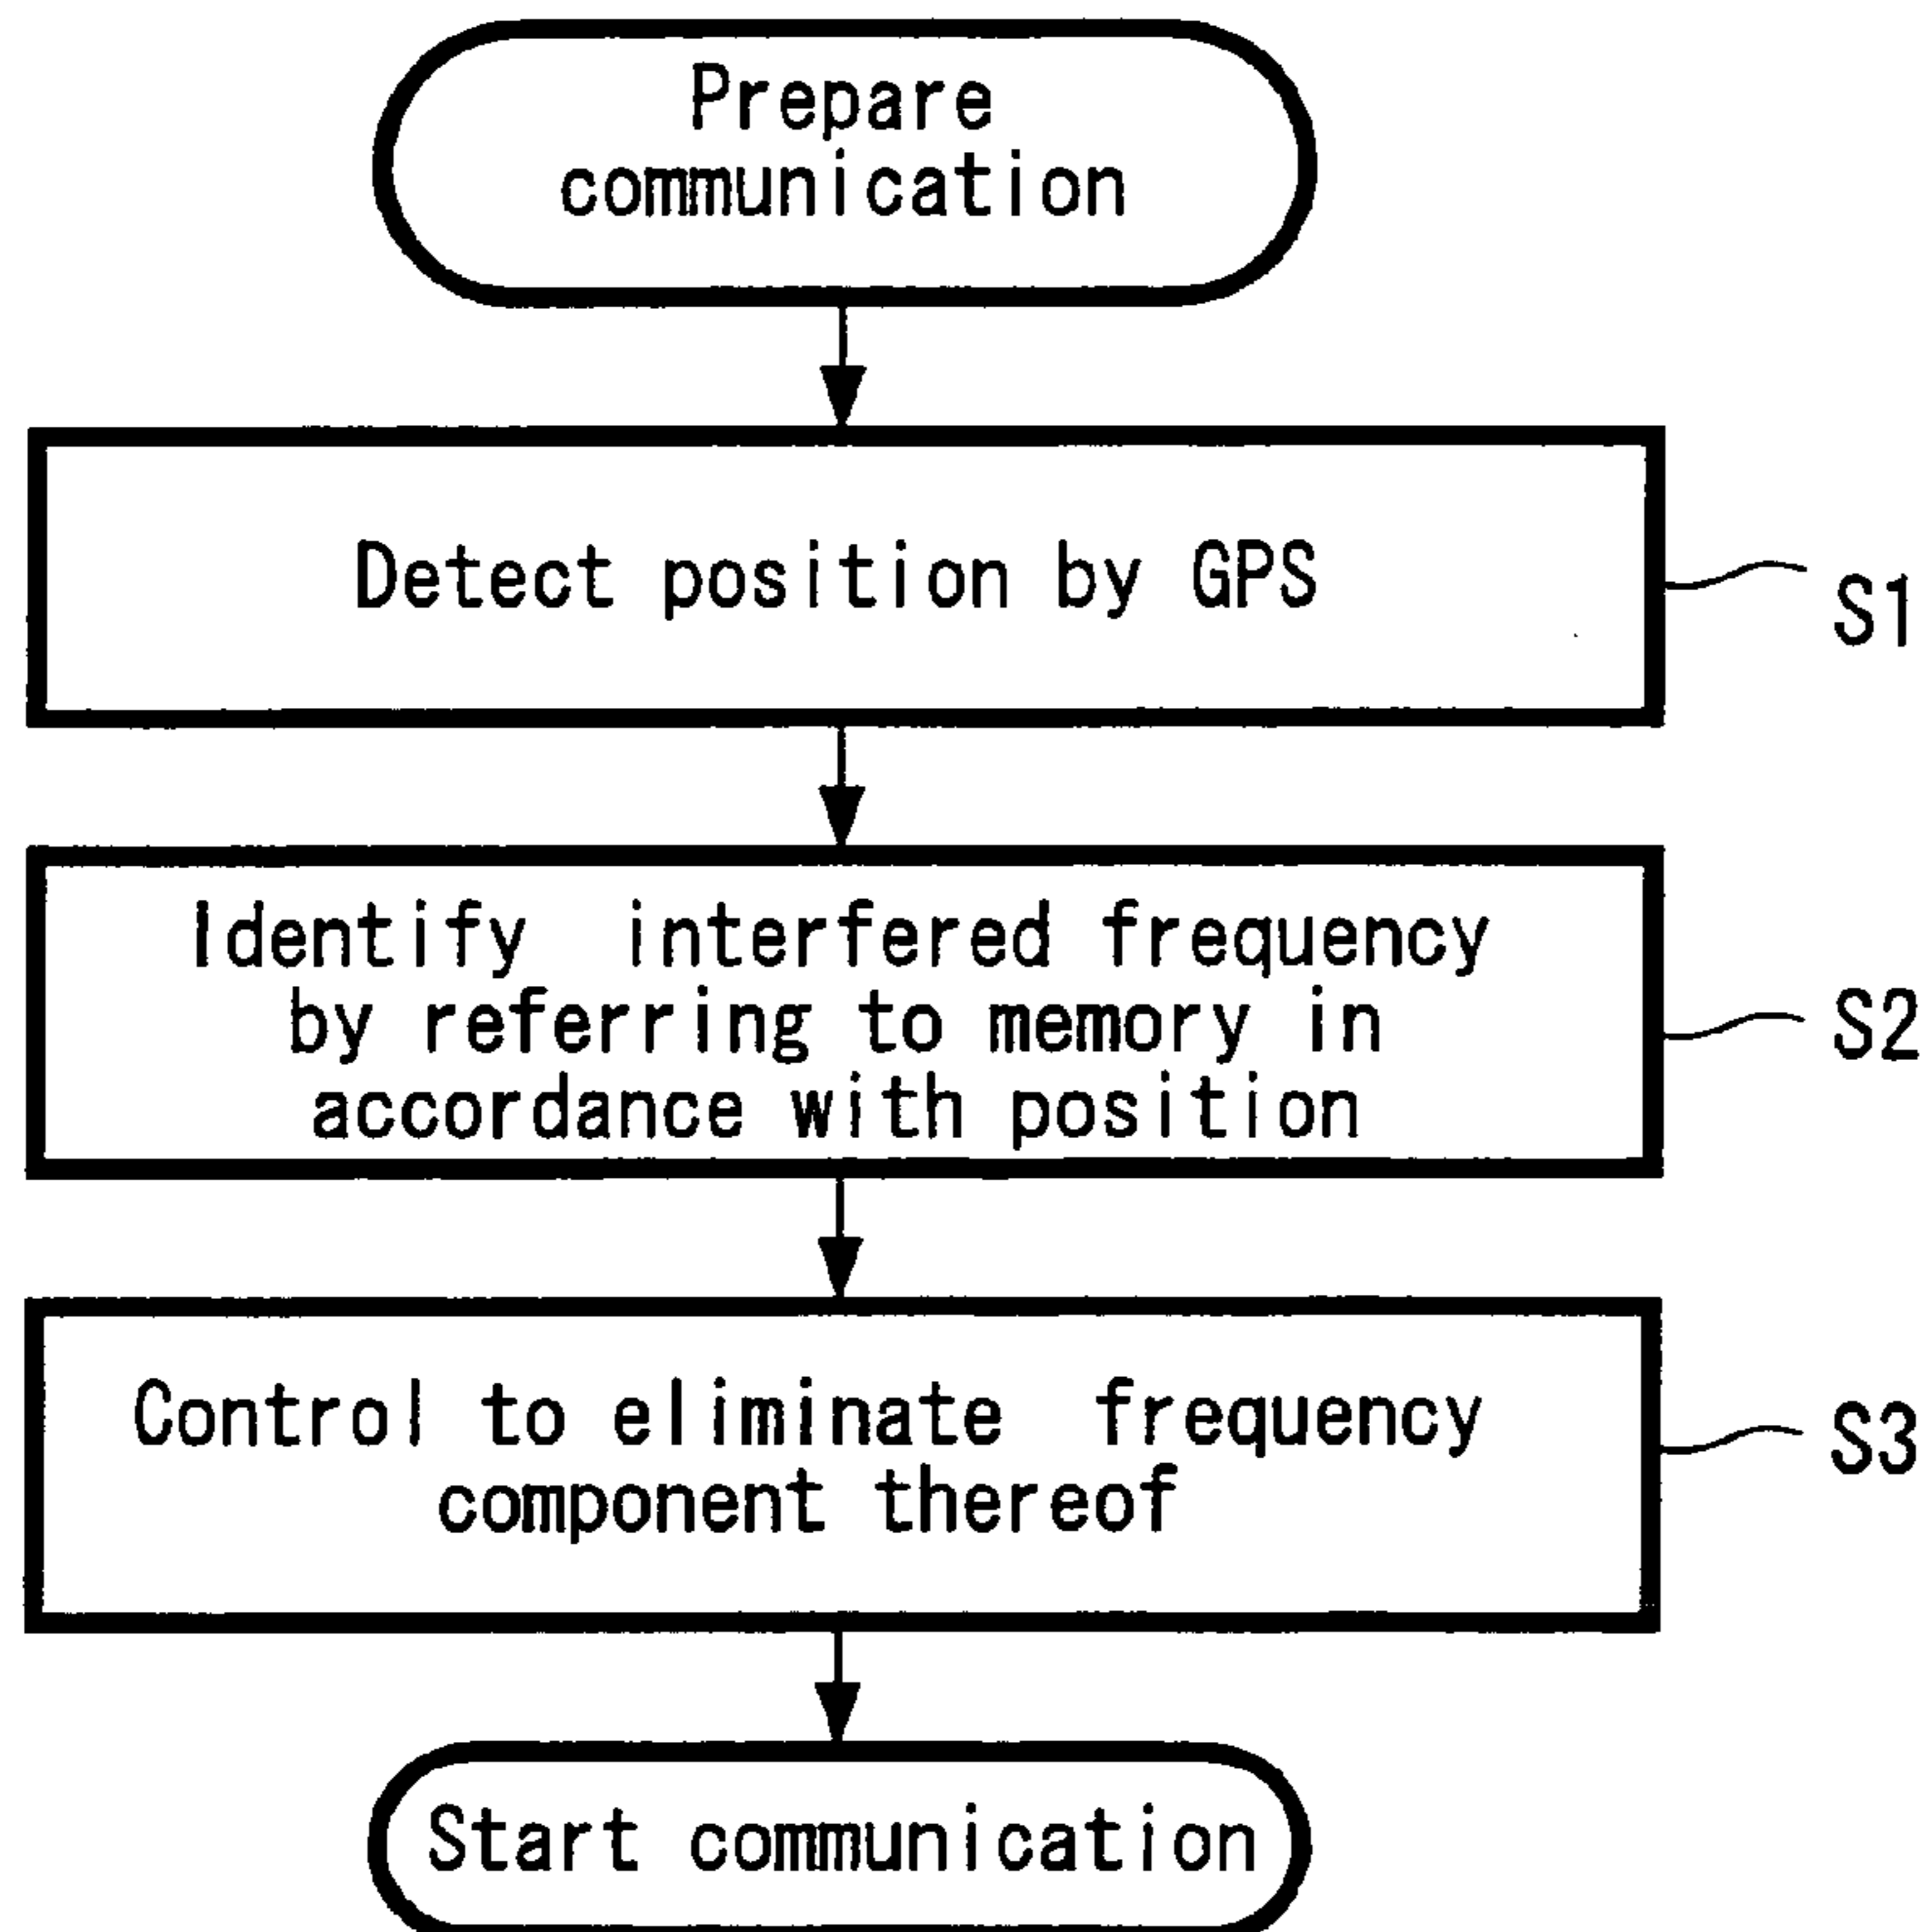 Prepare
communication
Detect position by GPS
S1
Identify interfered frequency
by referring to memory in
accordance with position
S2
Control to eliminate frequency
component thereof
S3
Start communication